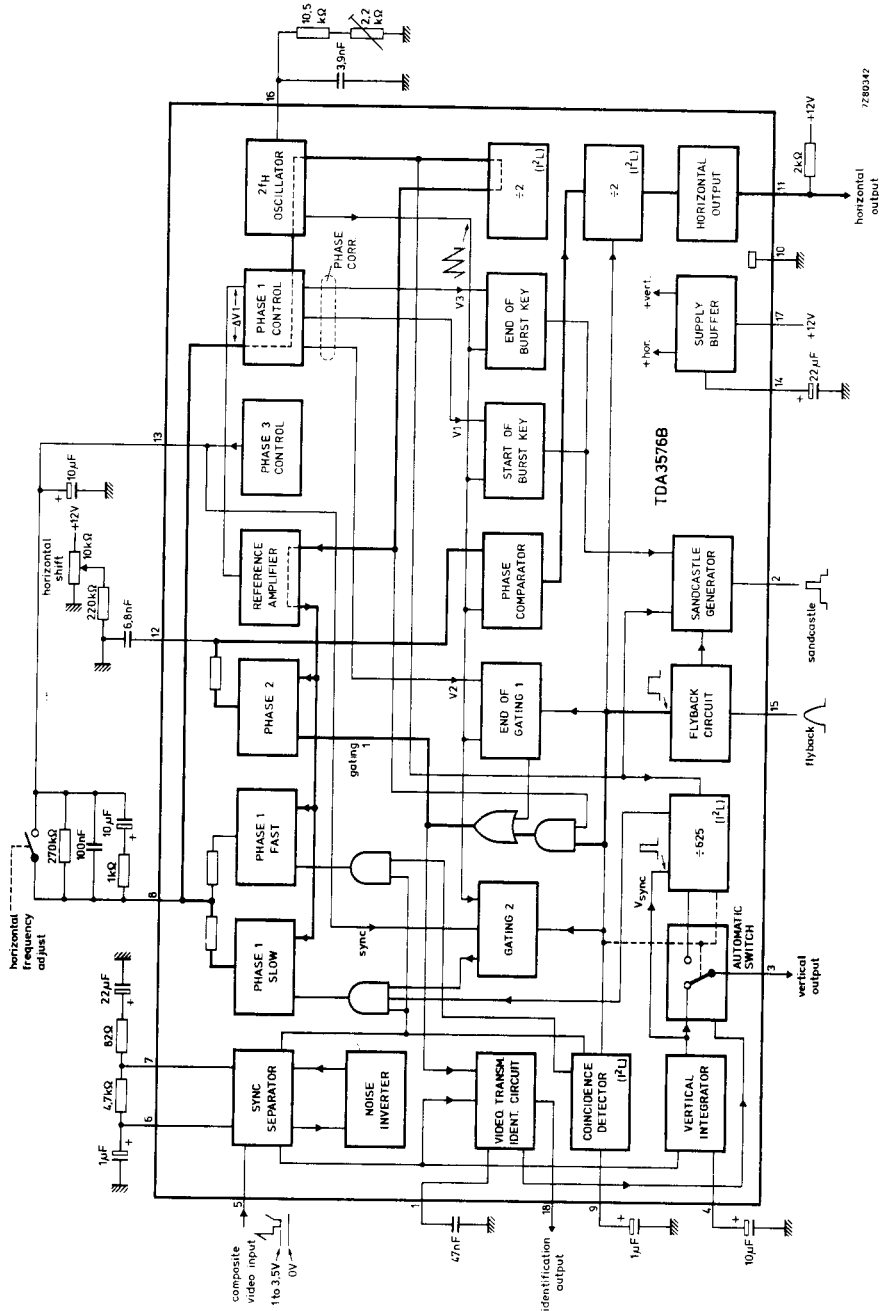 horizontal
frequency
adjust
270kΩ
100nF
1kΩ
10µF
+
8
horizontal
shift
+12V
10kΩ
220kΩ
6,8nF
12
+
10µF
13
10,5
kΩ
2,2
kΩ
3,9nF
16
1µF
+
6
4,7kΩ
7
82Ω
22µF
+
composite
video input
1 to 3,5V
0V
5
SYNC
SEPARATOR
PHASE 1
SLOW
PHASE 1
FAST
PHASE 2
REFERENCE
AMPLIFIER
PHASE 3
CONTROL
ΔV1
PHASE 1
CONTROL
2fH
OSCILLATOR
PHASE
CORR.
NOISE
INVERTER
sync
gating
1
V2
V1
V3
1
47nF
18
identification
output
VIDEO TRANSM.
IDENT. CIRCUIT
GATING 2
END OF
GATING 1
PHASE
COMPARATOR
START OF
BURST KEY
END OF
BURST KEY
÷2
(I²L)
9
1µF
+
COINCIDENCE
DETECTOR
(I²L)
÷2
(I²L)
TDA3576B
4
10µF
+
VERTICAL
INTEGRATOR
AUTOMATIC
SWITCH
Vsync
÷625
(I²L)
FLYBACK
CIRCUIT
SANDCASTLE
GENERATOR
+hor.
+vert.
SUPPLY
BUFFER
HORIZONTAL
OUTPUT
3
vertical
output
15
flyback
2
sandcastle
14
+
22µF
17
+12V
10
11
2kΩ
+12V
horizontal
output
7Z80342